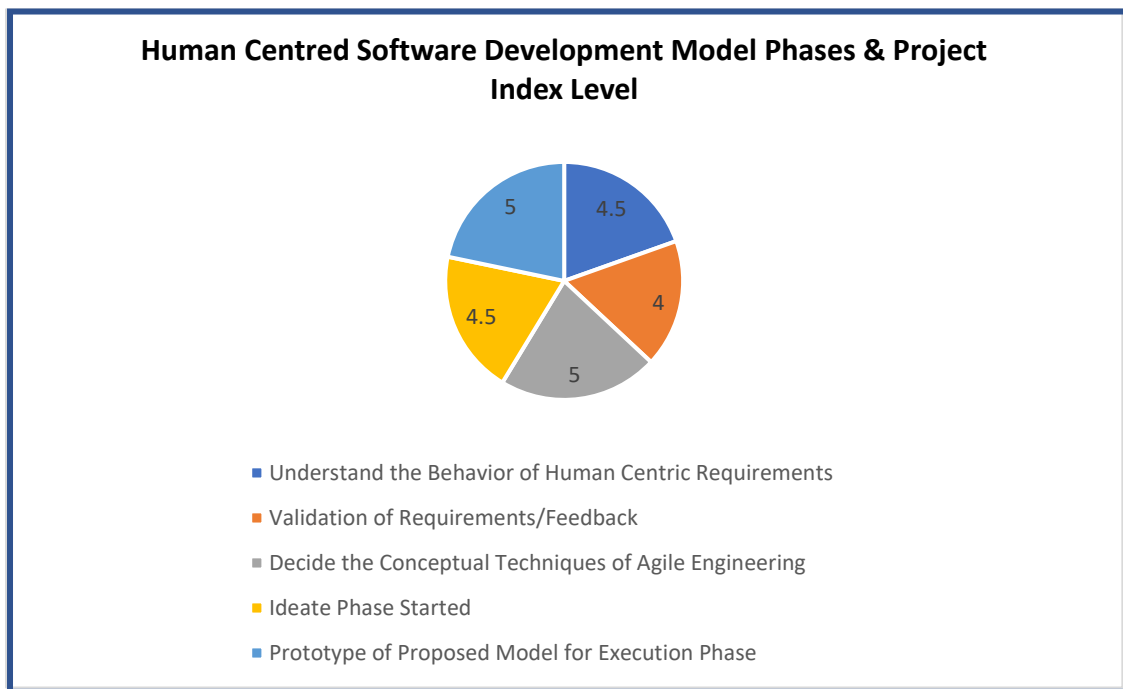 Human Centred Software Development Model Phases & Project
Index Level
5
4.5
4.5
4
5
Understand the Behavior of Human Centric Requirements
Validation of Requirements/Feedback
Decide the Conceptual Techniques of Agile Engineering
Ideate Phase Started
Prototype of Proposed Model for Execution Phase